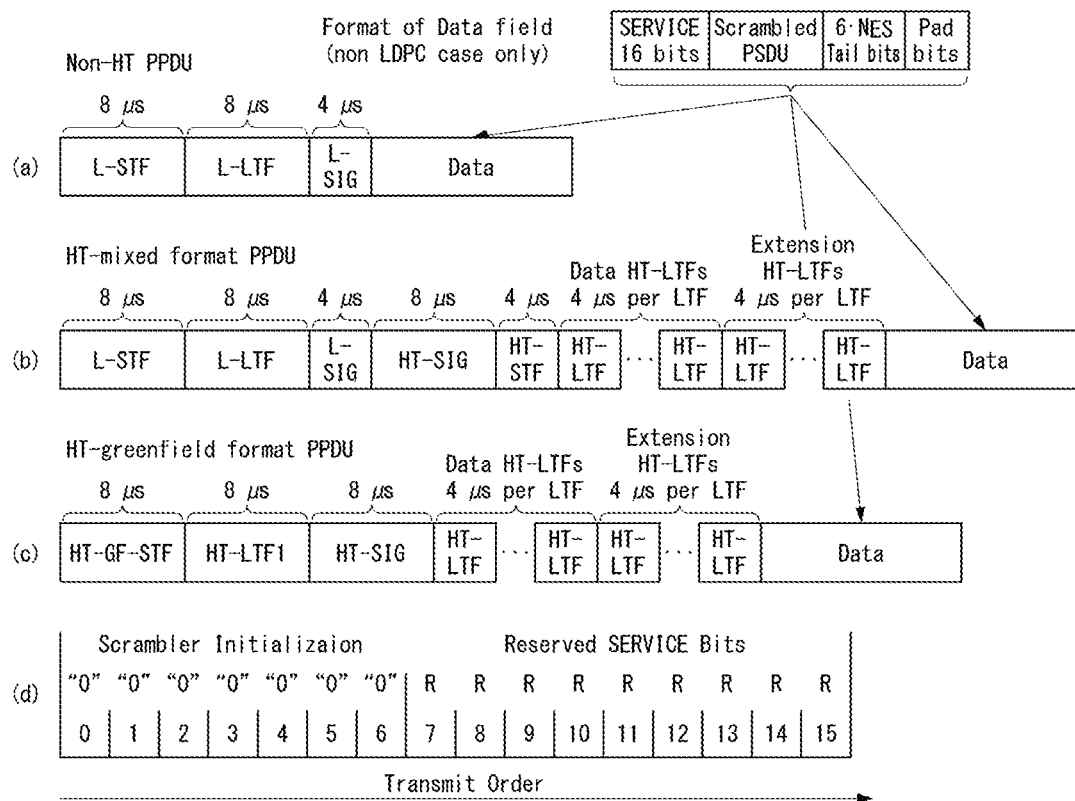 Format of Data field
(non LDPC case only)
SERVICE
16 bits
Scrambled
PSDU
6·NES
Tail bits
Pad
bits
Non-HT PPDU
8 μs
8 μs
4 μs
(a)
L-STF
L-LTF
L-
SIG
Data
HT-mixed format PPDU
Data HT-LTFs
4 μs per LTF
Extension
HT-LTFs
4 μs per LTF
8 μs
8 μs
4 μs
8 μs
4 μs
(b)
L-STF
L-LTF
L-
SIG
HT-SIG
HT-
STF
HT-
LTF
...
HT-
LTF
HT-
LTF
...
HT-
LTF
Data
HT-greenfield format PPDU
Data HT-LTFs
4 μs per LTF
Extension
HT-LTFs
4 μs per LTF
8 μs
8 μs
8 μs
(c)
HT-GF-STF
HT-LTF1
HT-SIG
HT-
LTF
...
HT-
LTF
HT-
LTF
...
HT-
LTF
Data
Scrambler Initializaion
Reserved SERVICE Bits
(d)
"0" "0" "0" "0" "0" "0" "0" R R R R R R R R R
0 1 2 3 4 5 6 7 8 9 10 11 12 13 14 15
Transmit Order